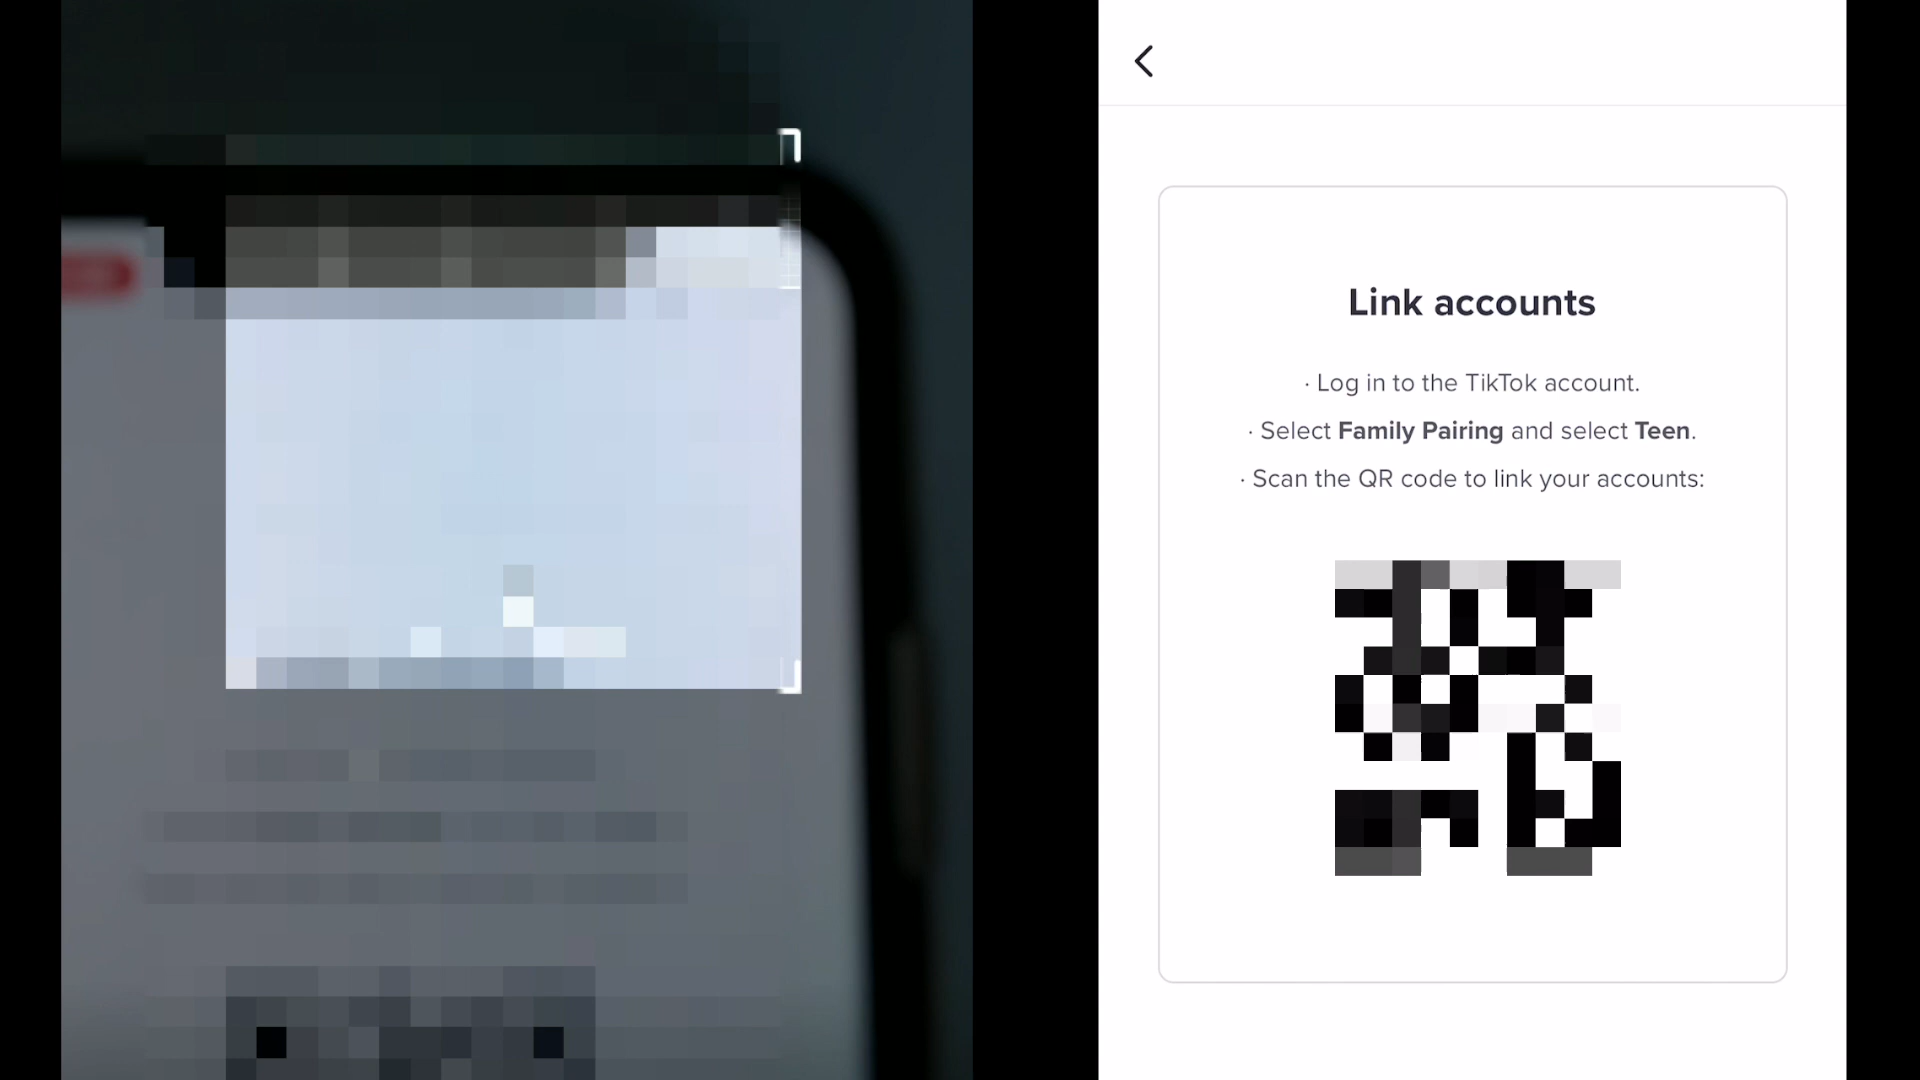 Link accounts
· Log in to the TikTok account.
· Select Family Pairing and select Teen.
· Scan the QR code to link your accounts: